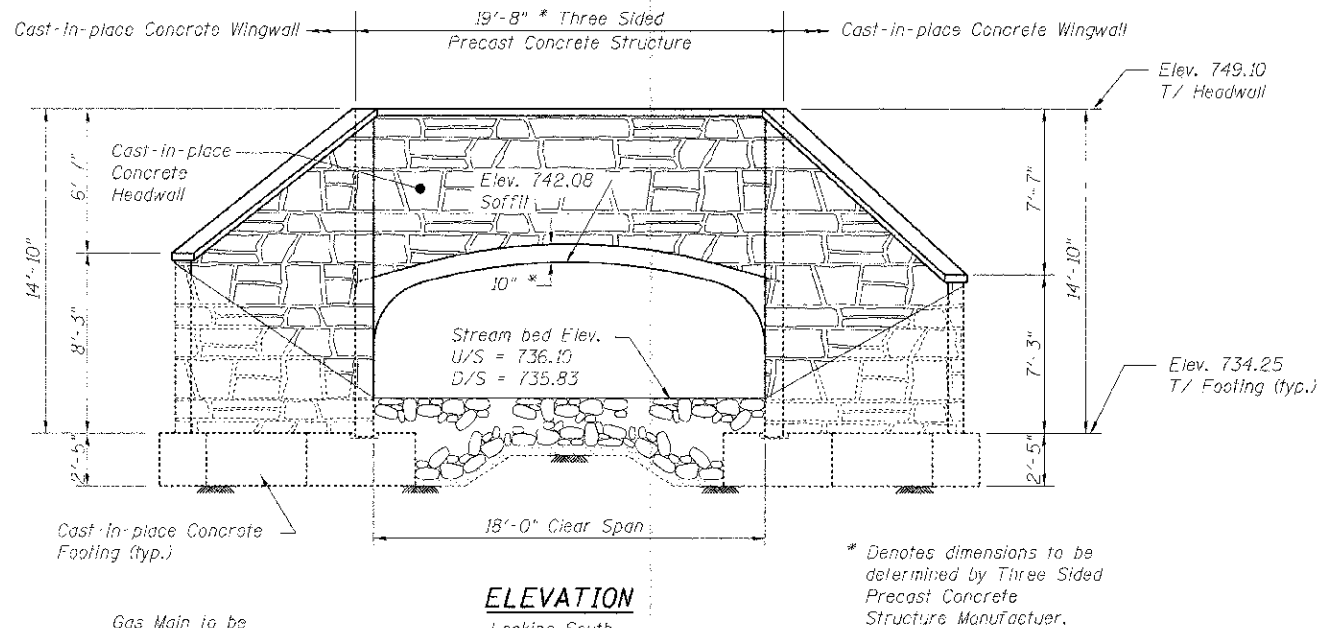 19'-8" * Three Sided
Precast Concrete Structure
Cast-in-place Concrete Wingwall
Cast-in-place Concrete Wingwall
Elev. 749.10
T/ Headwall
Cast-in-place
Concrete
Headwall
Elev. 742.08
Soffit
6'-7"
7'-7"
14'-10"
14'-10"
10" *
8'-3"
7'-3"
Stream bed Elev.
U/S = 736.10
D/S = 735.83
Elev. 734.25
T/ Footing (typ.)
2'-5"
2'-5"
Cast-in-place Concrete
Footing (typ.)
18'-0" Clear Span
* Denotes dimensions to be
determined by Three Sided
Precast Concrete
Structure Manufactuer.
ELEVATION
Looking South
Gas Main to be